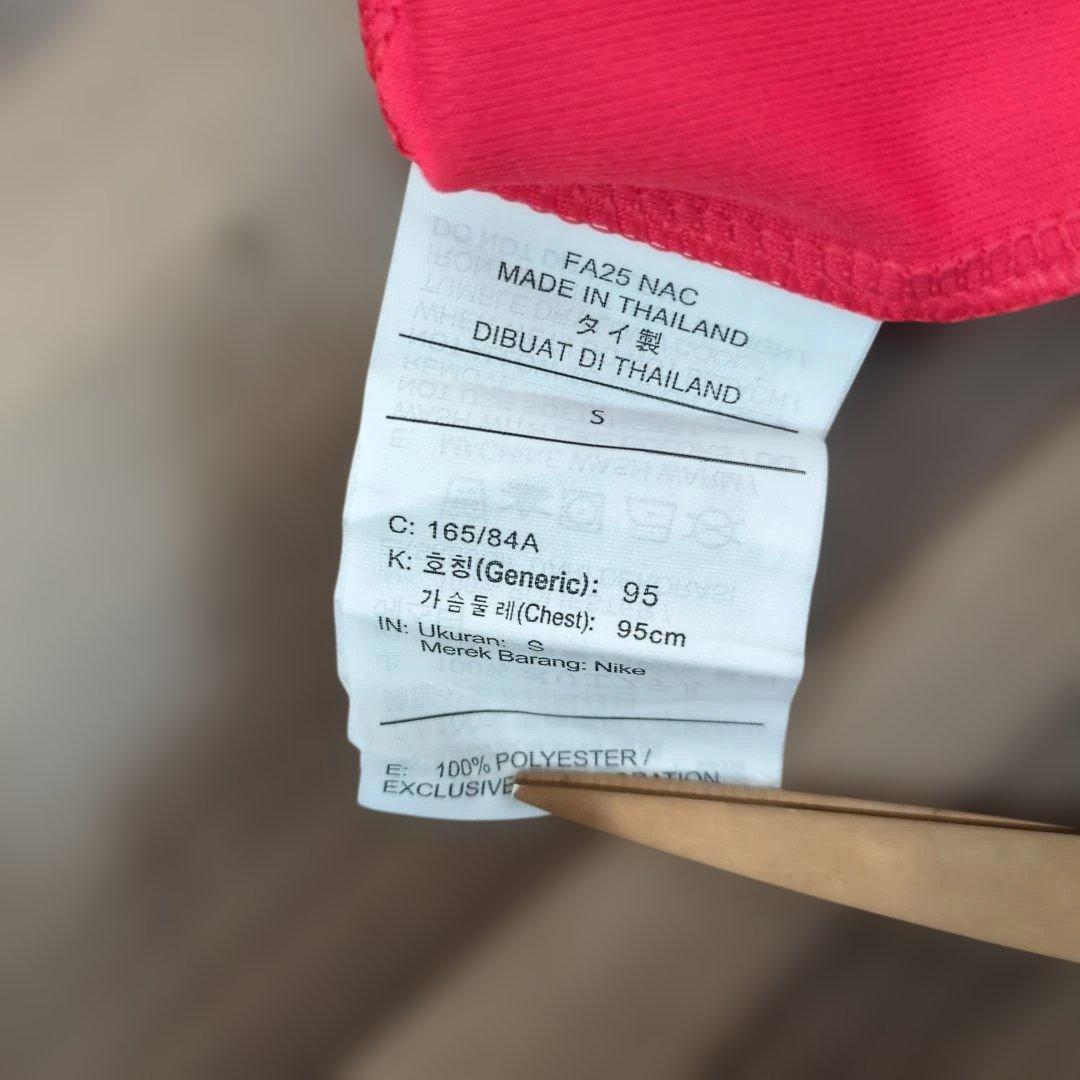 FA25 NAC
MADE IN THAILAND
タイ製
DIBUAT DI THAILAND
S
C: 165/84A
K: 호칭(Generic): 95
가슴둘레(Chest): 95cm
IN: Ukuran: S
Merek Barang: Nike
E: 100% POLYESTER /
EXCLUSIVE